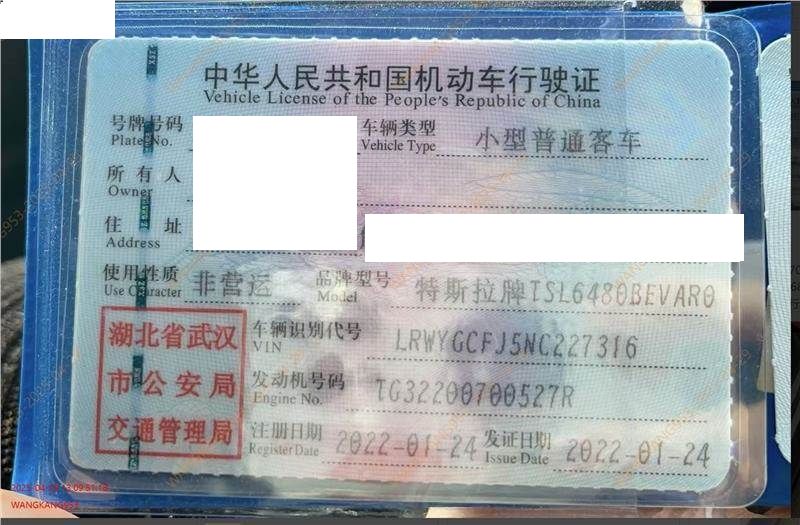 中华人民共和国机动车行驶证
Vehicle License of the People's Republic of China
号牌号码 车辆类型 小型普通客车
Plate No. Vehicle Type
所有人
Owner
住址
Address
使用性质 非营运 品牌型号 特斯拉牌TSL6480BEVAR0
Use Character Model
湖北省武汉
市公安局
交通管理局
车辆识别代号 LRWYGCFJ5NC227316
VIN
发动机号码 TG32200700527R
Engine No.
注册日期 2022-01-24 发证日期 2022-01-24
Register Date Issue Date